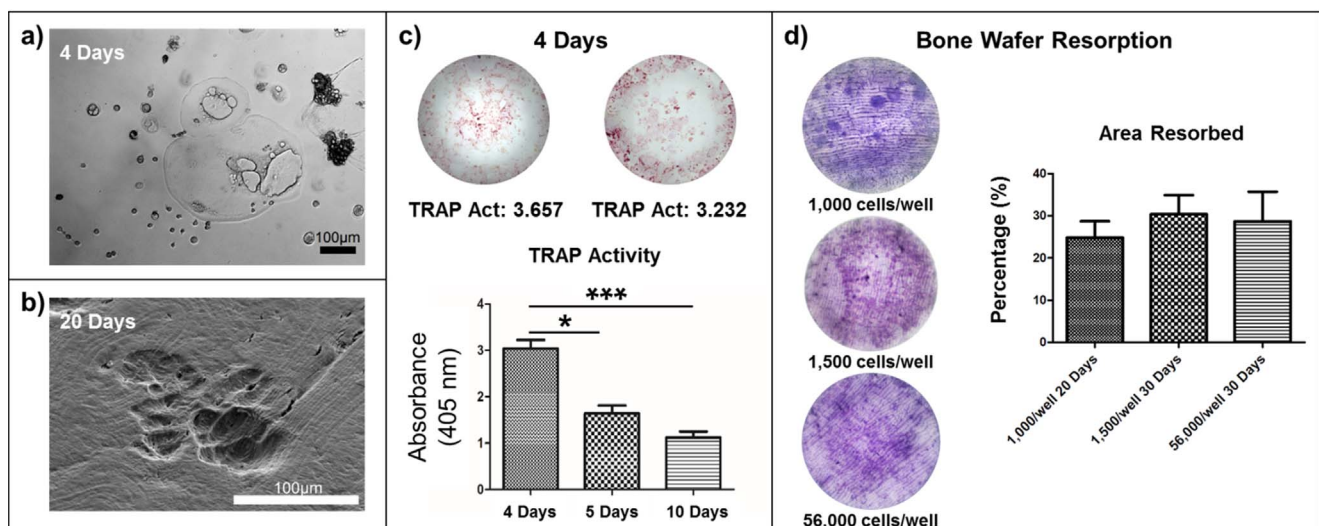 a)
4 Days
100µm
b)
20 Days
100µm
c)
4 Days
TRAP Act: 3.657
TRAP Act: 3.232
TRAP Activity
***
*
Absorbance
(405 nm)
4
3
2
1
0
4 Days
5 Days
10 Days
d)
Bone Wafer Resorption
1,000 cells/well
1,500 cells/well
56,000 cells/well
Area Resorbed
Percentage (%)
40
30
20
10
0
1,000/well 20 Days
1,500/well 30 Days
56,000/well 30 Days